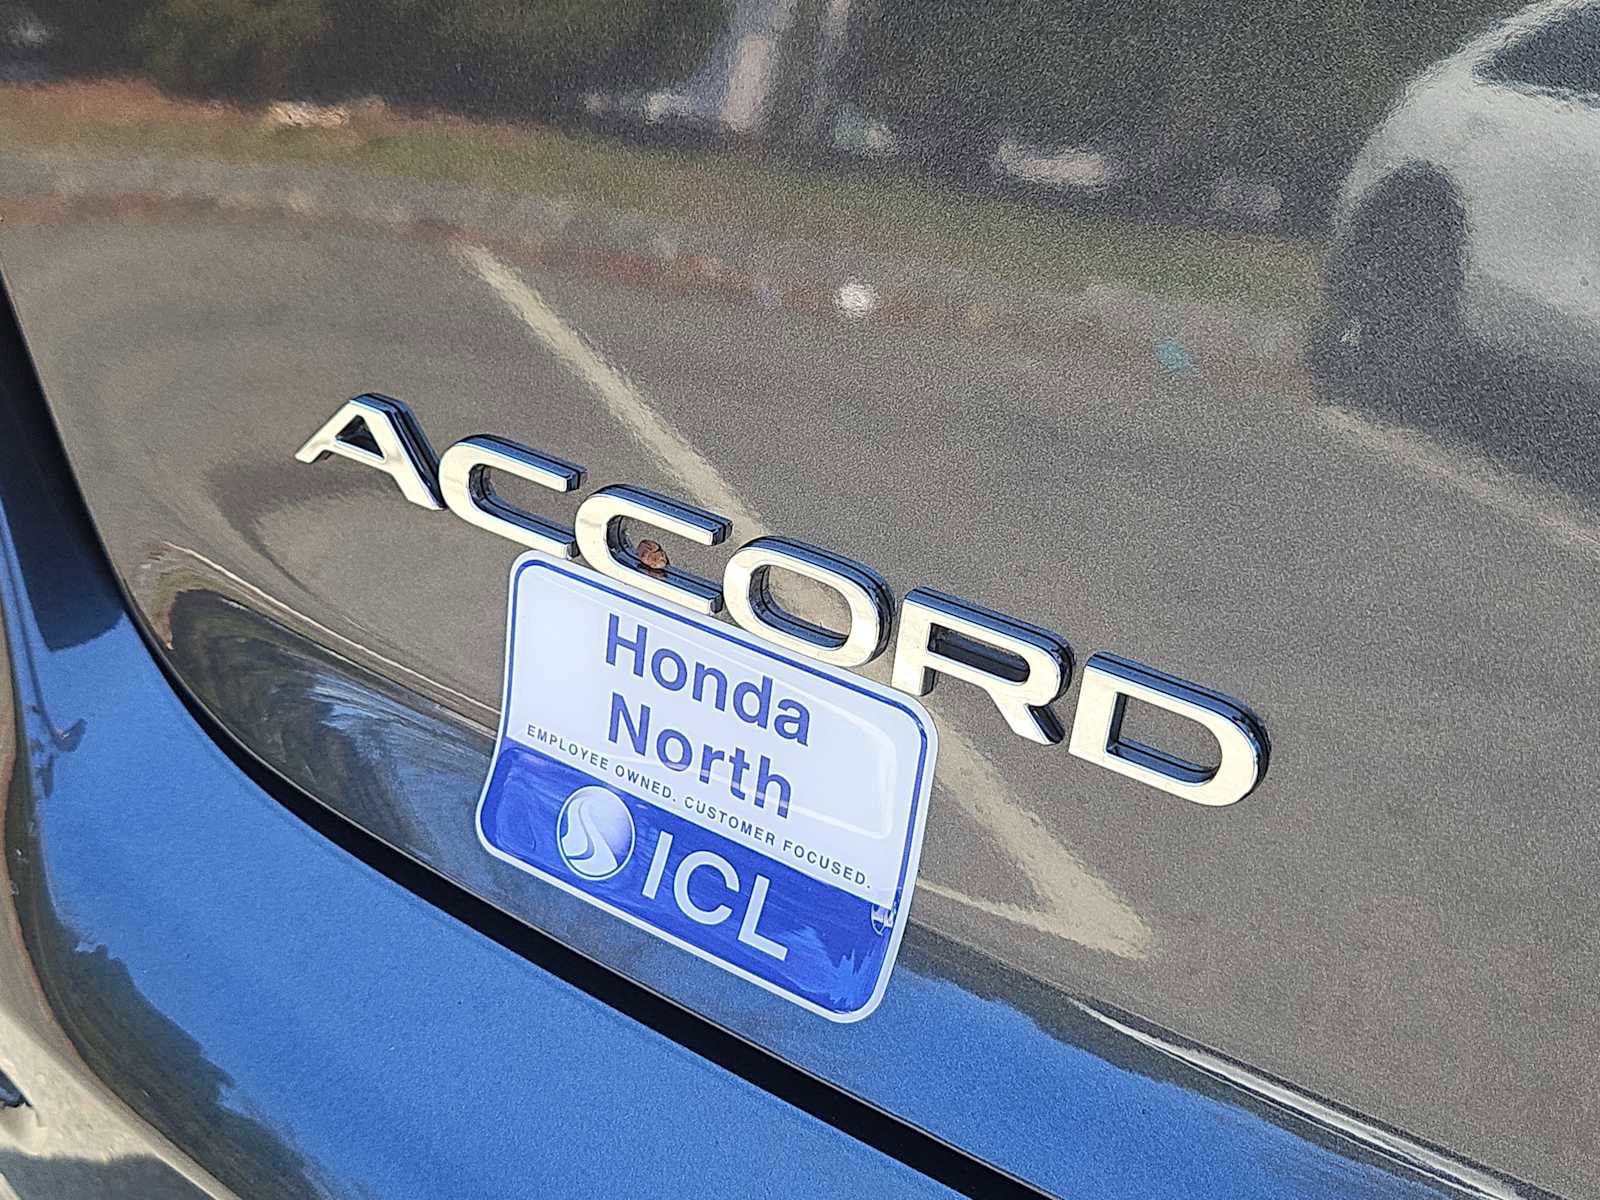 ACCORD
Honda
North
EMPLOYEE OWNED. CUSTOMER FOCUSED.
ICL